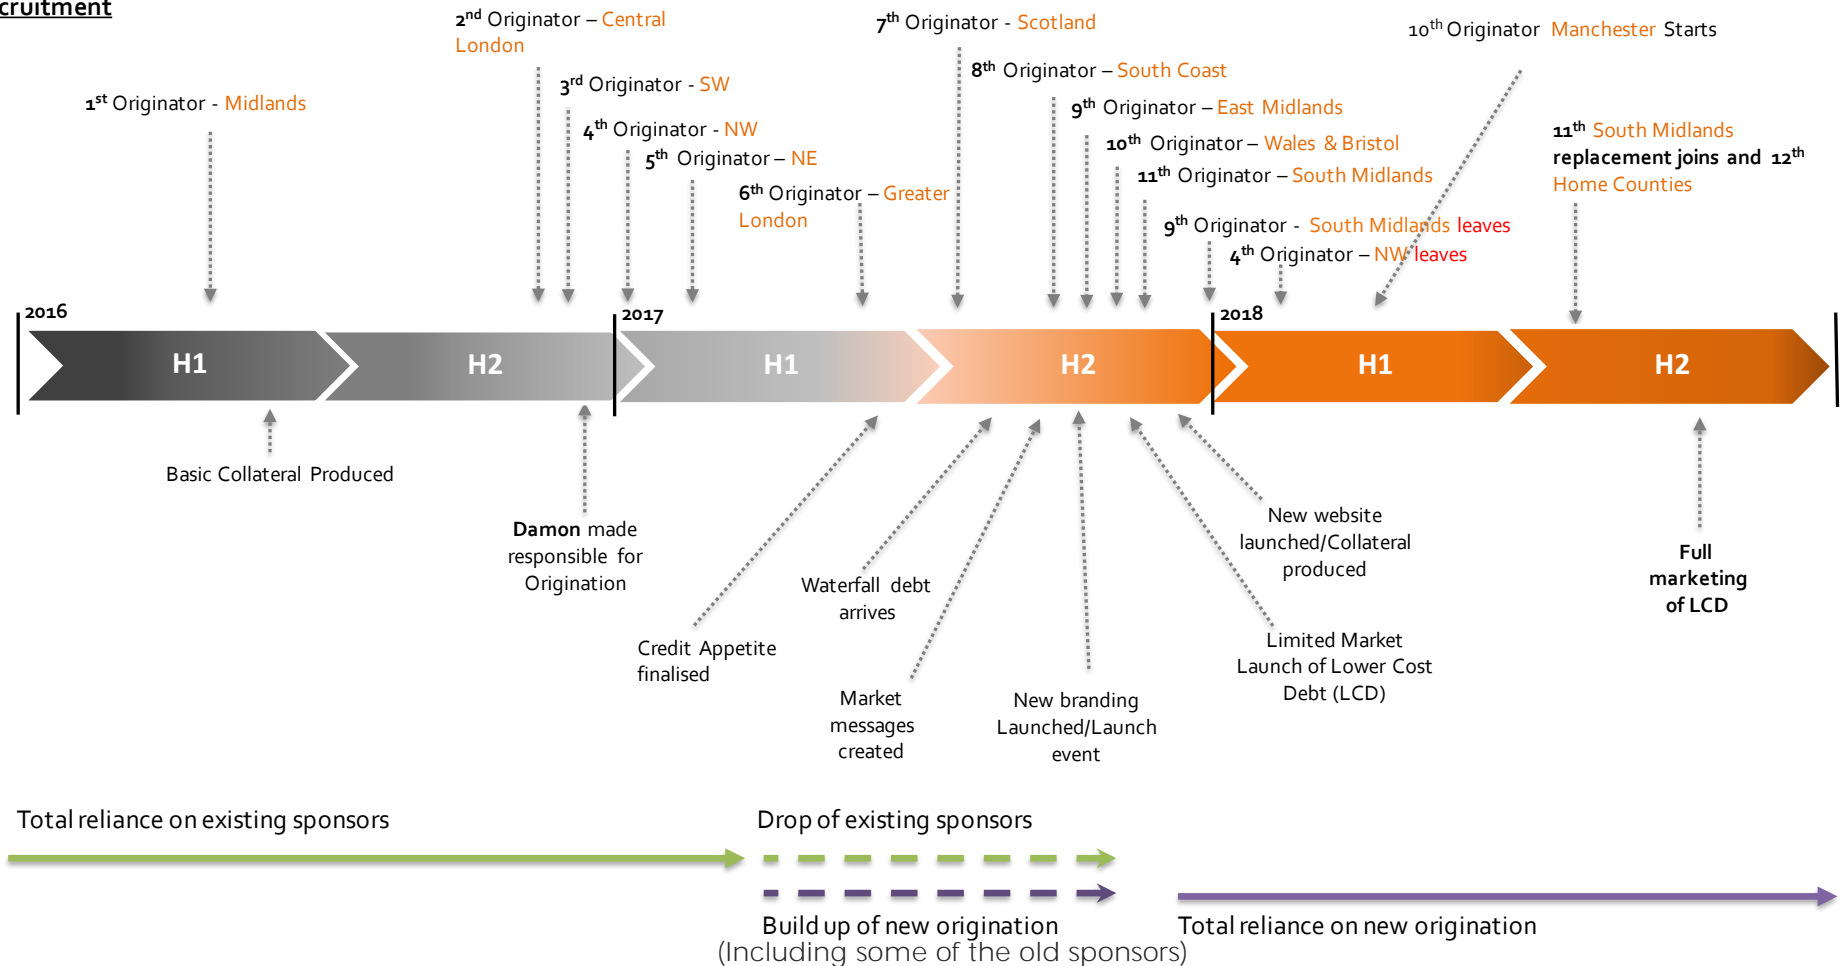 cruitment
1st Originator - Midlands
2nd Originator – Central
London
3rd Originator - SW
4th Originator - NW
5th Originator – NE
6th Originator – Greater
London
7th Originator - Scotland
8th Originator – South Coast
9th Originator – East Midlands
10th Originator – Wales & Bristol
11th Originator – South Midlands
9th Originator - South Midlands leaves
4th Originator – NW leaves
10th Originator Manchester Starts
11th South Midlands
replacement joins and 12th
Home Counties
2016
2017
2018
H1
H2
H1
H2
H1
H2
Basic Collateral Produced
Damon made
responsible for
Origination
Credit Appetite
finalised
Waterfall debt
arrives
Market
messages
created
New branding
Launched/Launch
event
New website
launched/Collateral
produced
Limited Market
Launch of Lower Cost
Debt (LCD)
Full
marketing
of LCD
Total reliance on existing sponsors
Drop of existing sponsors
Build up of new origination
(Including some of the old sponsors)
Total reliance on new origination